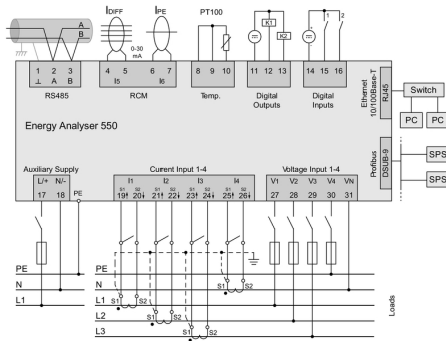 IDIFF
IPE
PT100
A
B
0-30
mA
K1
K2
1 2
1 2 3
4 5
6 7
8 9 10
11 12 13
14 15 16
⊥ A B
I5
I6
RS485
RCM
Temp.
Digital
Outputs
Digital
Inputs
Ethernet
10/100Base-T
RJ45
Switch
PC
PC
Energy Analyser 550
Profibus
DSUB-9
SPS
SPS
Auxiliary Supply
Current Input 1-4
Voltage Input 1-4
L/+ N/- PE
I1 I2 I3 I4
S1 S2 S1 S2 S1 S2 S1 S2
V1 V2 V3 V4 VN
17 18
19 20 21 22 23 24 25 26
27 28 29 30 31
PE
N
L1
PE
N
L1
L2
L3
S1 S2
S1 S2
S1 S2
S1 S2
Loads